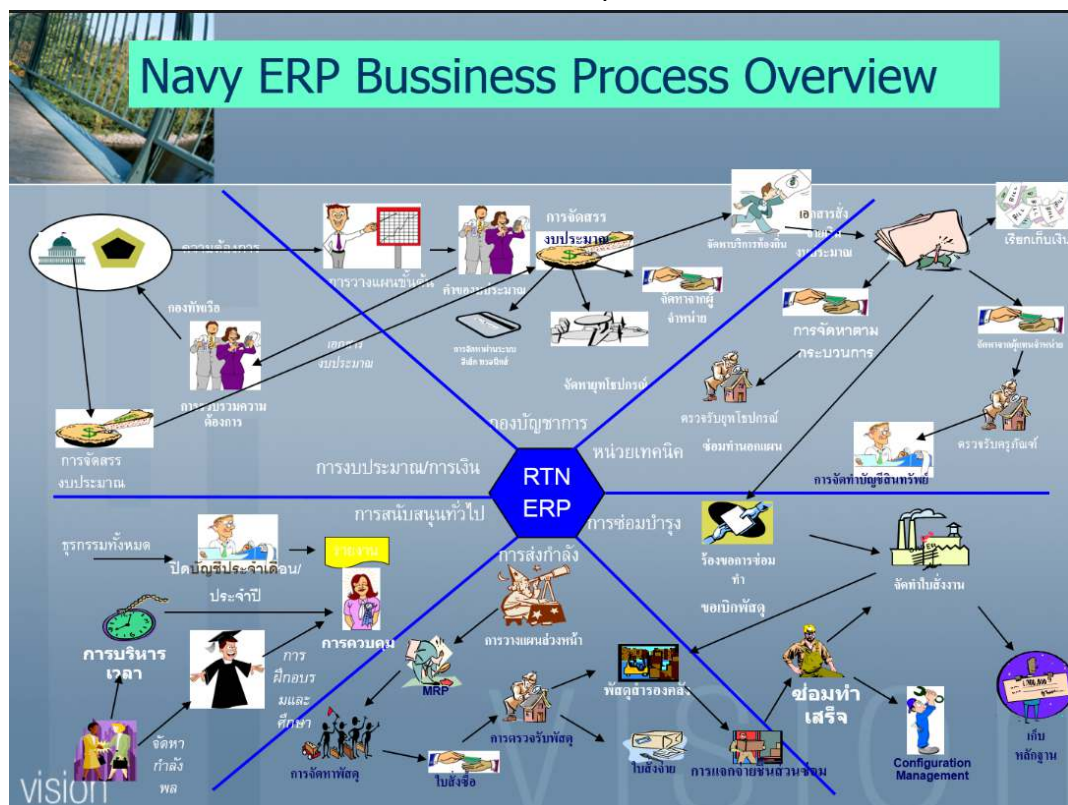 Navy ERP Bussiness Process Overview
ความต้องการ
การวางแผนขั้นต้น
คำของบประมาณ
การจัดสรร
งบประมาณ
จัดหาบริการท้องถิ่น
เอกสารสั่ง
งบประมาณ
เรียกเก็บเงิน
กองทัพเรือ
เอกสาร
งบประมาณ
จัดหาจากผู้
จำหน่าย
การจัดหาตาม
กระบวนการ
จัดหาจากผู้แทนจำหน่าย
การรวบรวมความ
ต้องการ
จัดหายุทโธปกรณ์
ตรวจรับยุทโธปกรณ์
ตรวจรับครุภัณฑ์
การจัดสรร
งบประมาณ
กองบัญชาการ
หน่วยเทคนิค
ซ่อมทำนอกแผน
การจัดทำบัญชีสินทรัพย์
การงบประมาณ/การเงิน
RTN
ERP
การสนับสนุนทั่วไป
การซ่อมบำรุง
การส่งกำลัง
ธุรกรรมทั้งหมด
ปิดบัญชีประจำเดือน/
ประจำปี
รายงาน
ร้องขอการซ่อม
ทำ
ขอเบิกพัสดุ
จัดทำใบสั่งงาน
การบริหาร
เวลา
การควบคุม
การ
ฝึกอบร
มและ
ศึกษา
การวางแผนล่วงหน้า
MRP
พัสดุสำรองคลัง
ซ่อมทำ
เสร็จ
จัดหา
กำลัง
พล
การจัดหาพัสดุ
ใบสั่งซื้อ
การตรวจรับพัสดุ
ใบสั่งจ่าย
การแจกจ่ายชิ้นส่วนซ่อม
Configuration
Management
เก็บ
หลักฐาน
vision